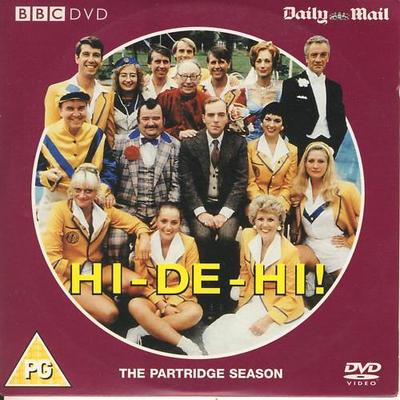 BBC DVD
Daily Mail
HI-DE-HI!
PG
THE PARTRIDGE SEASON
DVD
VIDEO